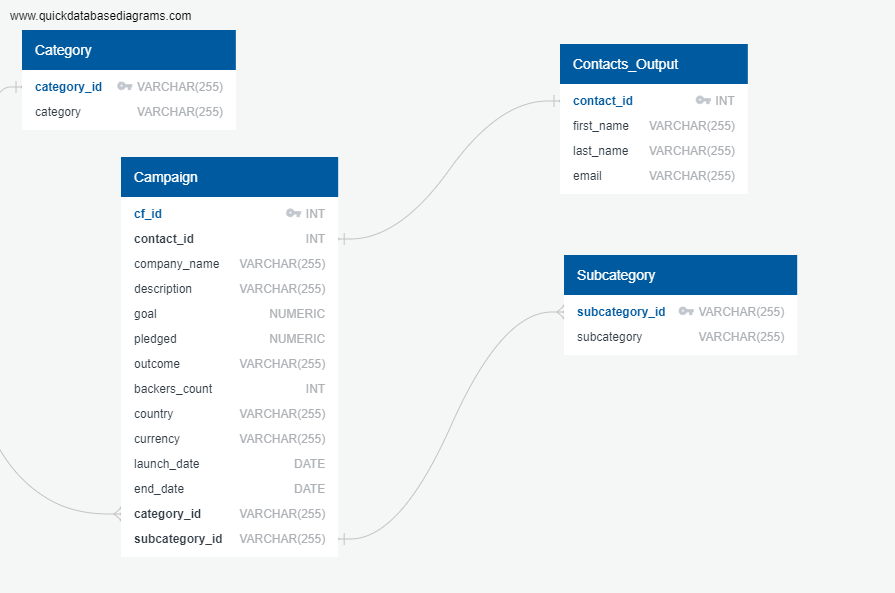 www.quickdatabasediagrams.com
Category
category_id VARCHAR(255)
category VARCHAR(255)
Contacts_Output
contact_id INT
first_name VARCHAR(255)
last_name VARCHAR(255)
email VARCHAR(255)
Campaign
cf_id INT
contact_id INT
company_name VARCHAR(255)
description VARCHAR(255)
goal NUMERIC
pledged NUMERIC
outcome VARCHAR(255)
backers_count INT
country VARCHAR(255)
currency VARCHAR(255)
launch_date DATE
end_date DATE
category_id VARCHAR(255)
subcategory_id VARCHAR(255)
Subcategory
subcategory_id VARCHAR(255)
subcategory VARCHAR(255)